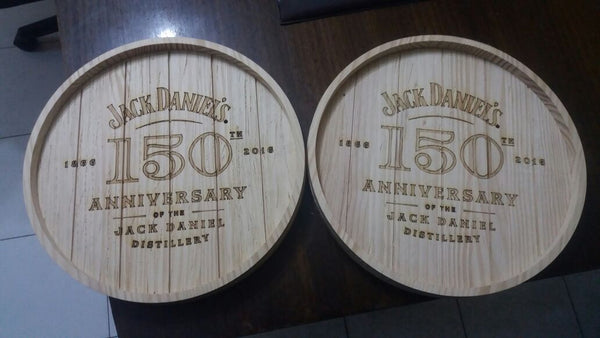 JACK DANIEL'S.
1866 150TH 2016
ANNIVERSARY
OF THE
JACK DANIEL
DISTILLERY
JACK DANIEL'S.
1866 150TH 2016
ANNIVERSARY
OF THE
JACK DANIEL
DISTILLERY